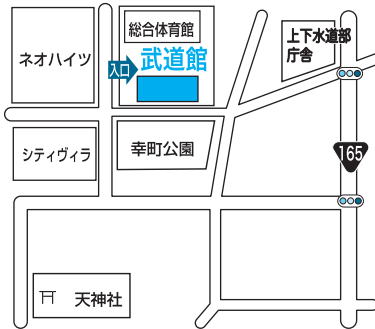 総合体育館
上下水道部
庁舎
ネオハイツ
入口
武道館
シティヴィラ
幸町公園
165
天神社